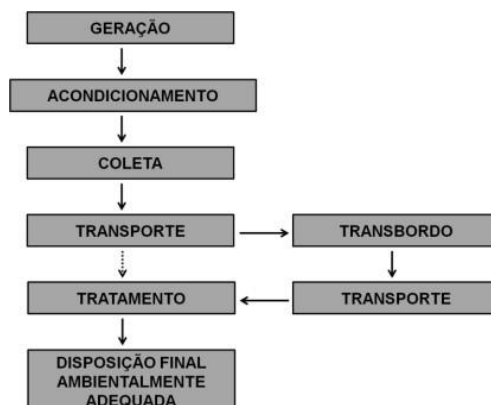 GERAÇÃO
ACONDICIONAMENTO
COLETA
TRANSPORTE
TRANSBORDO
TRATAMENTO
TRANSPORTE
DISPOSIÇÃO FINAL
AMBIENTALMENTE
ADEQUADA